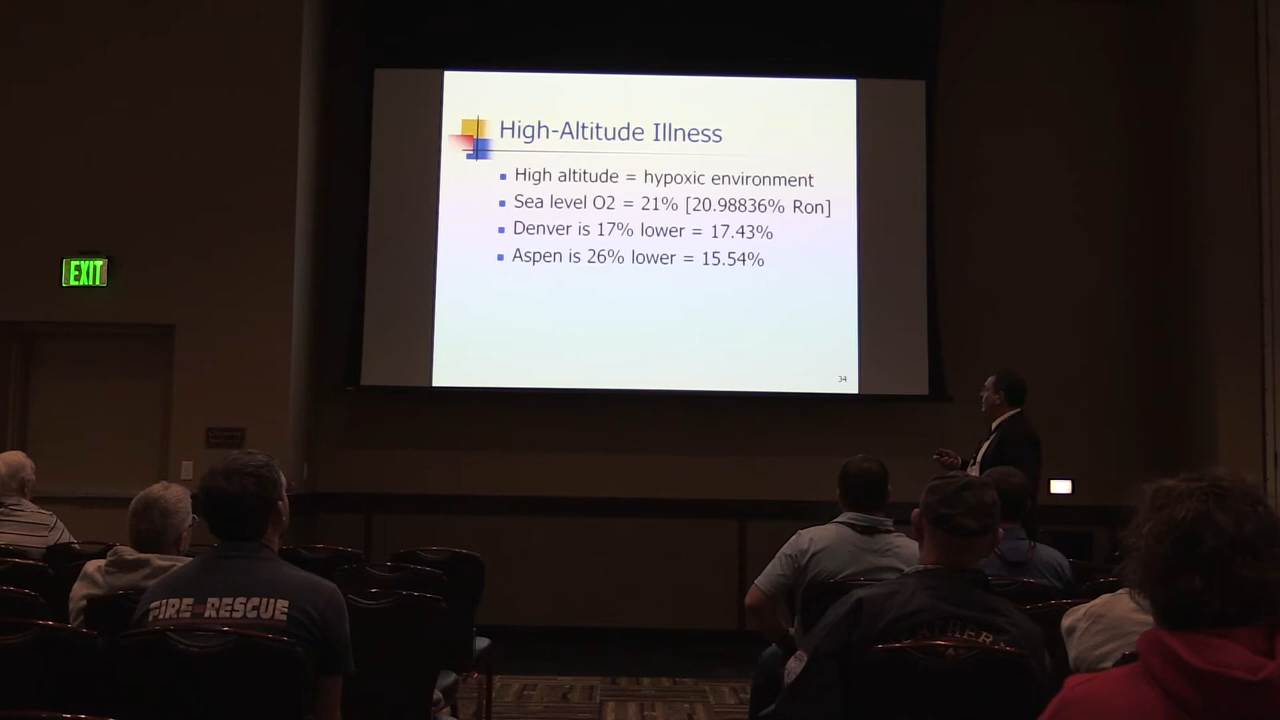 High-Altitude Illness
High altitude = hypoxic environment
Sea level O2 = 21% [20.98836% Ron]
Denver is 17% lower = 17.43%
Aspen is 26% lower = 15.54%
34
EXIT
FIRE RESCUE